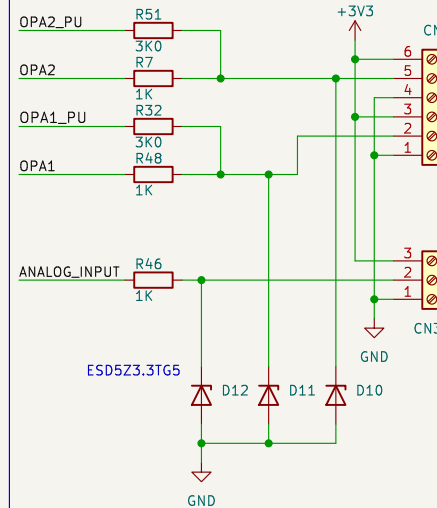 +3V3
OPA2_PU
R51
3K0
OPA2
R7
1K
OPA1_PU
R32
3K0
OPA1
R48
1K
CN
6
5
4
3
2
1
ANALOG_INPUT
R46
1K
3
2
1
CN3
GND
ESD5Z3.3TG5
D12
D11
D10
GND